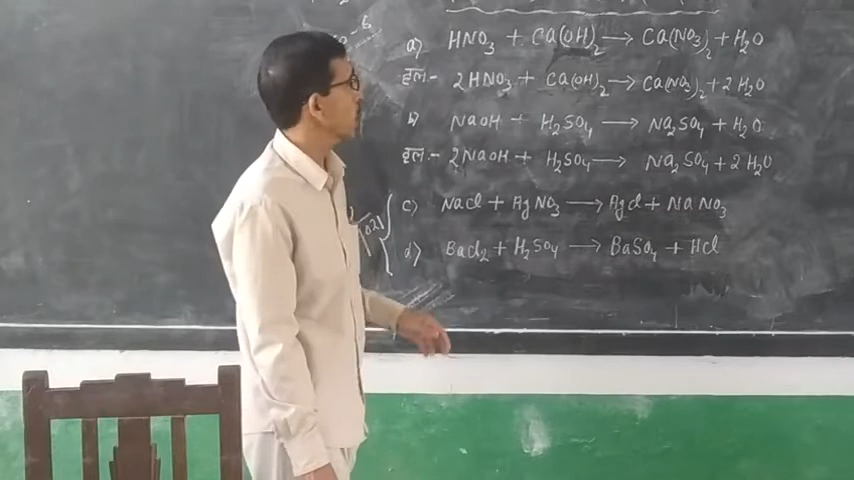 a) HNO₃ + Ca(OH)₂ → Ca(NO₃)₂ + H₂O
हल:- 2HNO₃ + Ca(OH)₂ → Ca(NO₃)₂ + 2H₂O
b) NaOH + H₂SO₄ → Na₂SO₄ + H₂O
हल:- 2NaOH + H₂SO₄ → Na₂SO₄ + 2H₂O
c) NaCl + AgNO₃ → AgCl + NaNO₃
d) BaCl₂ + H₂SO₄ → BaSO₄ + HCl